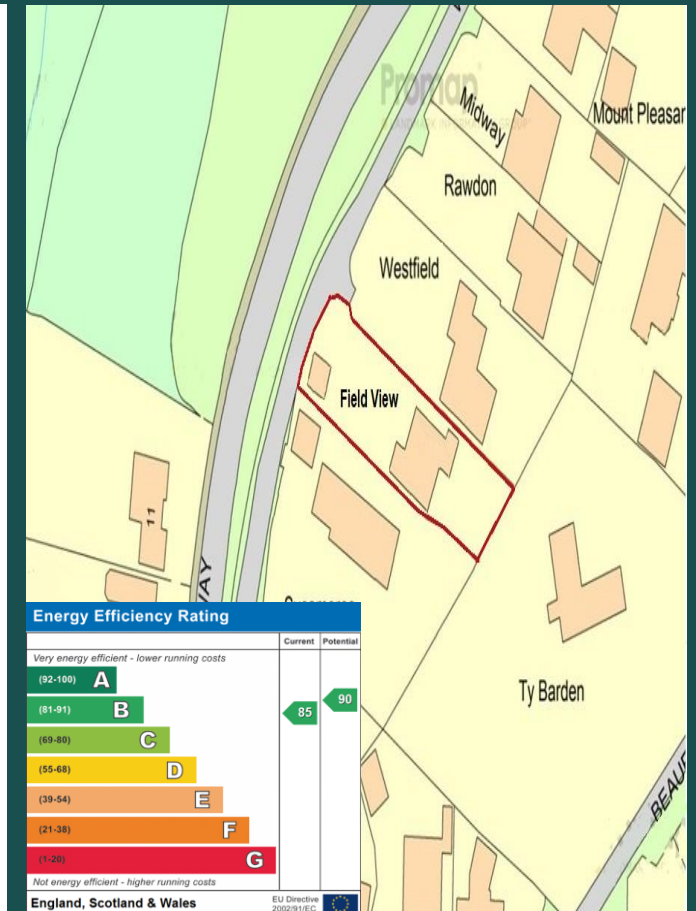 Promap
Midway
Mount Pleasan
Rawdon
Westfield
Field View
11
WAY
Ty Barden
BEAUF
Energy Efficiency Rating
Current Potential
Very energy efficient - lower running costs
(92-100) A
(81-91) B
85 90
(69-80) C
(55-68) D
(39-54) E
(21-38) F
(1-20) G
Not energy efficient - higher running costs
England, Scotland & Wales
EU Directive
2002/91/EC